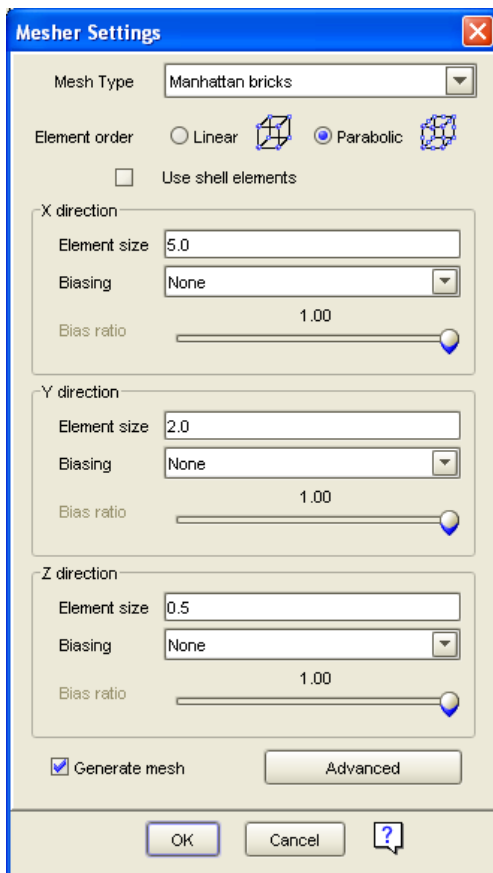 Mesher Settings
Mesh Type Manhattan bricks
Element order Linear Parabolic
Use shell elements
X direction
Element size 5.0
Biasing None
1.00
Bias ratio
Y direction
Element size 2.0
Biasing None
1.00
Bias ratio
Z direction
Element size 0.5
Biasing None
1.00
Bias ratio
Generate mesh Advanced
OK Cancel ?